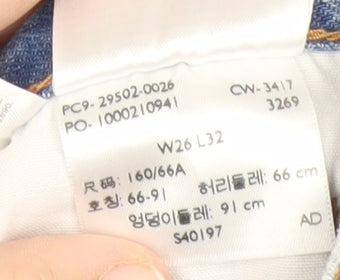 PC9- 29502-0026 CW-3417
PO- 1000210941 3269
W26 L32
尺 码: 160/66A
호칭: 66-91 허리둘레: 66 cm
엉덩이둘레: 91 cm
S40197 AD